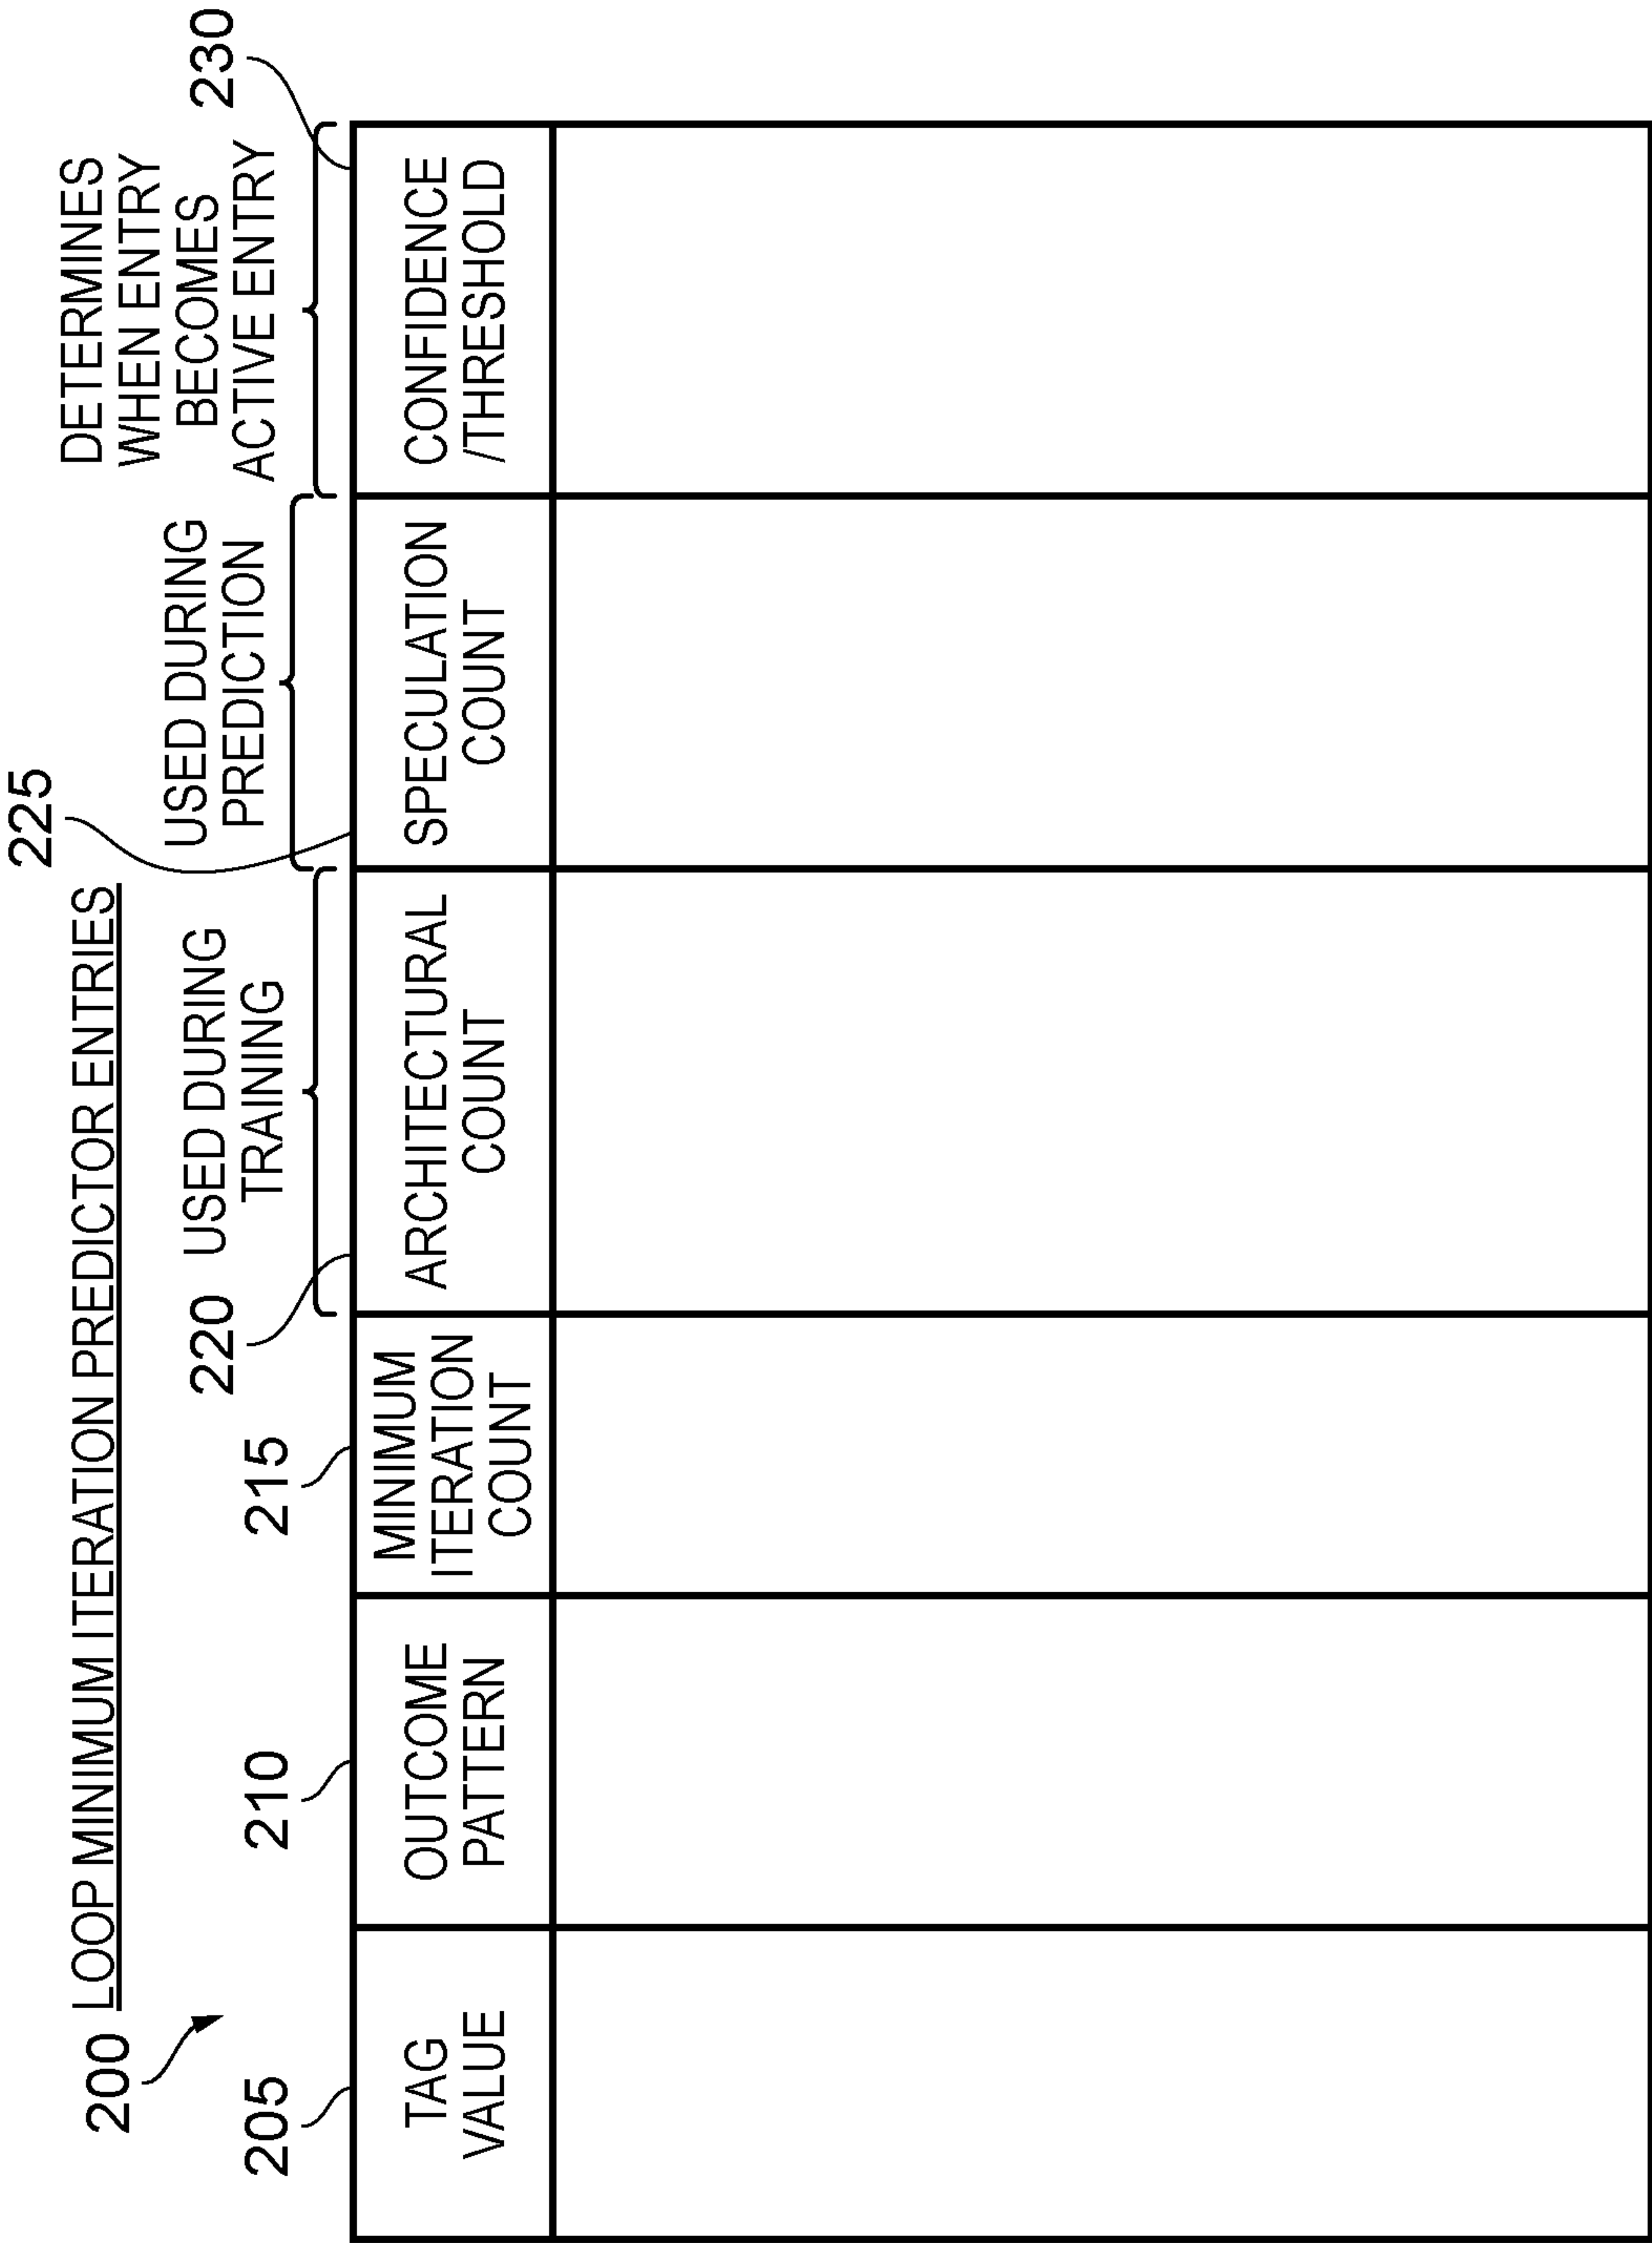 LOOP MINIMUM ITERATION PREDICTOR ENTRIES
200
205
210
215
220
USED DURING
TRAINING
225
USED DURING
PREDICTION
DETERMINES
WHEN ENTRY
BECOMES
ACTIVE ENTRY
230
TAG
VALUE
OUTCOME
PATTERN
MINIMUM
ITERATION
COUNT
ARCHITECTURAL
COUNT
SPECULATION
COUNT
CONFIDENCE
/THRESHOLD